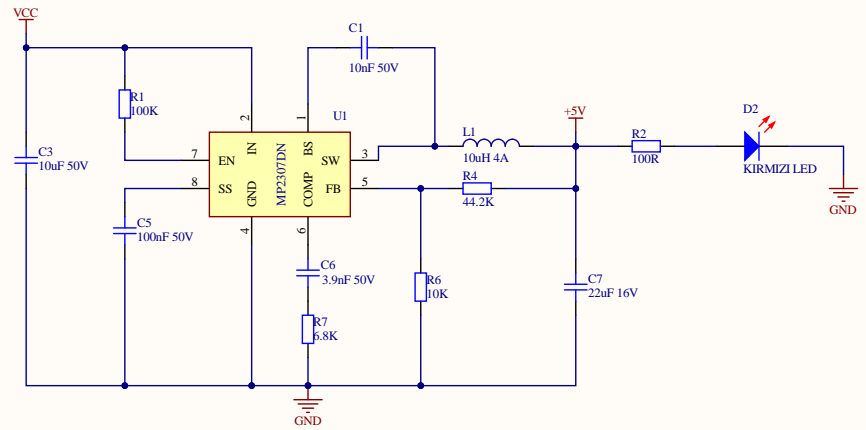 VCC
C1
10nF 50V
R1
100K
2
1
U1
+5V
D2
C3
10uF 50V
7
EN
IN
BS
SW
3
L1
10uH 4A
R2
100R
KIRMIZI LED
MP2307DN
8
SS
GND
COMP
FB
5
R4
44.2K
GND
C5
100nF 50V
4
6
C6
3.9nF 50V
R6
10K
C7
22uF 16V
R7
6.8K
GND